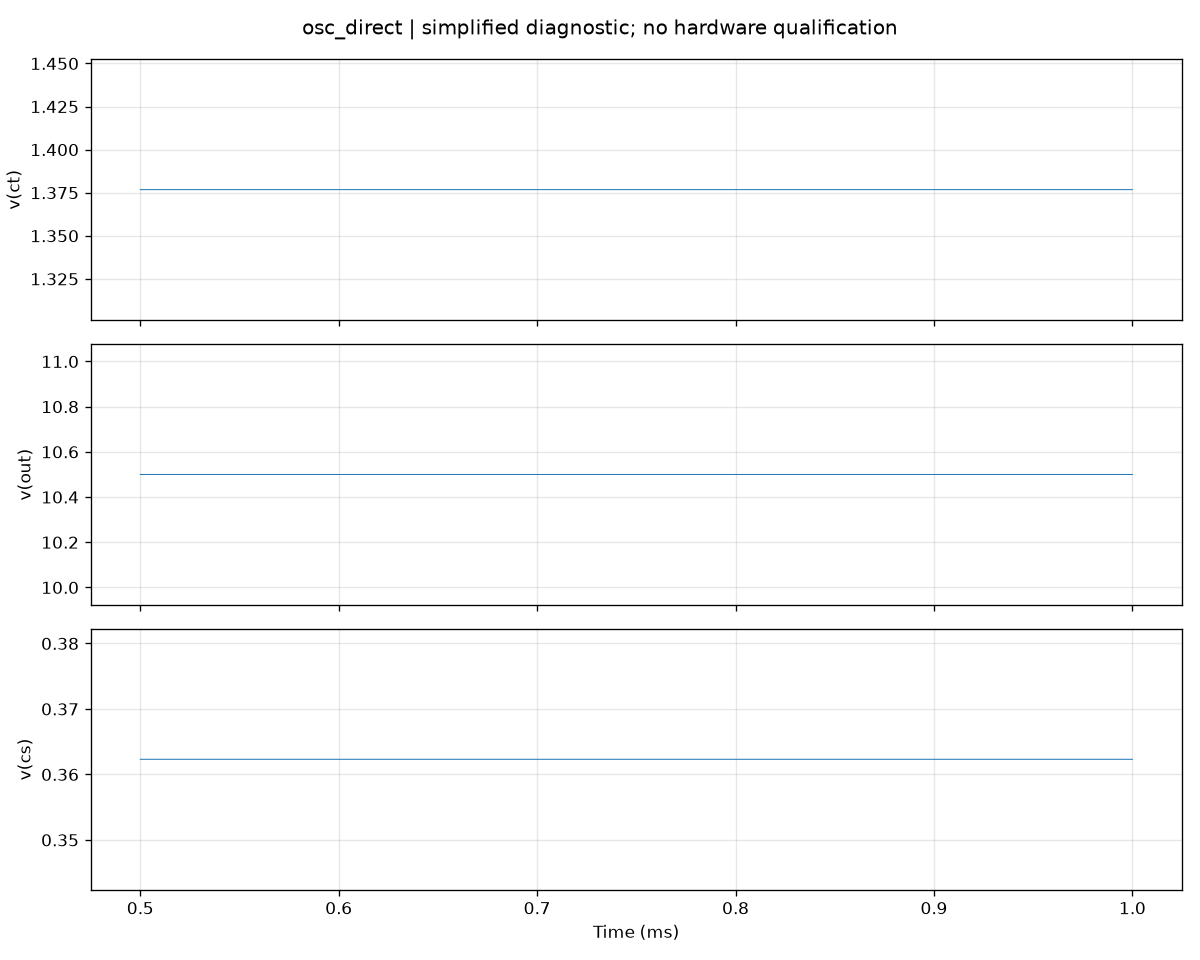 osc_direct | simplified diagnostic; no hardware qualification
1.450
1.425
1.400
1.375
1.350
1.325
v(ct)
11.0
10.8
10.6
10.4
10.2
10.0
v(out)
0.38
0.37
0.36
0.35
v(cs)
0.5 0.6 0.7 0.8 0.9 1.0
Time (ms)